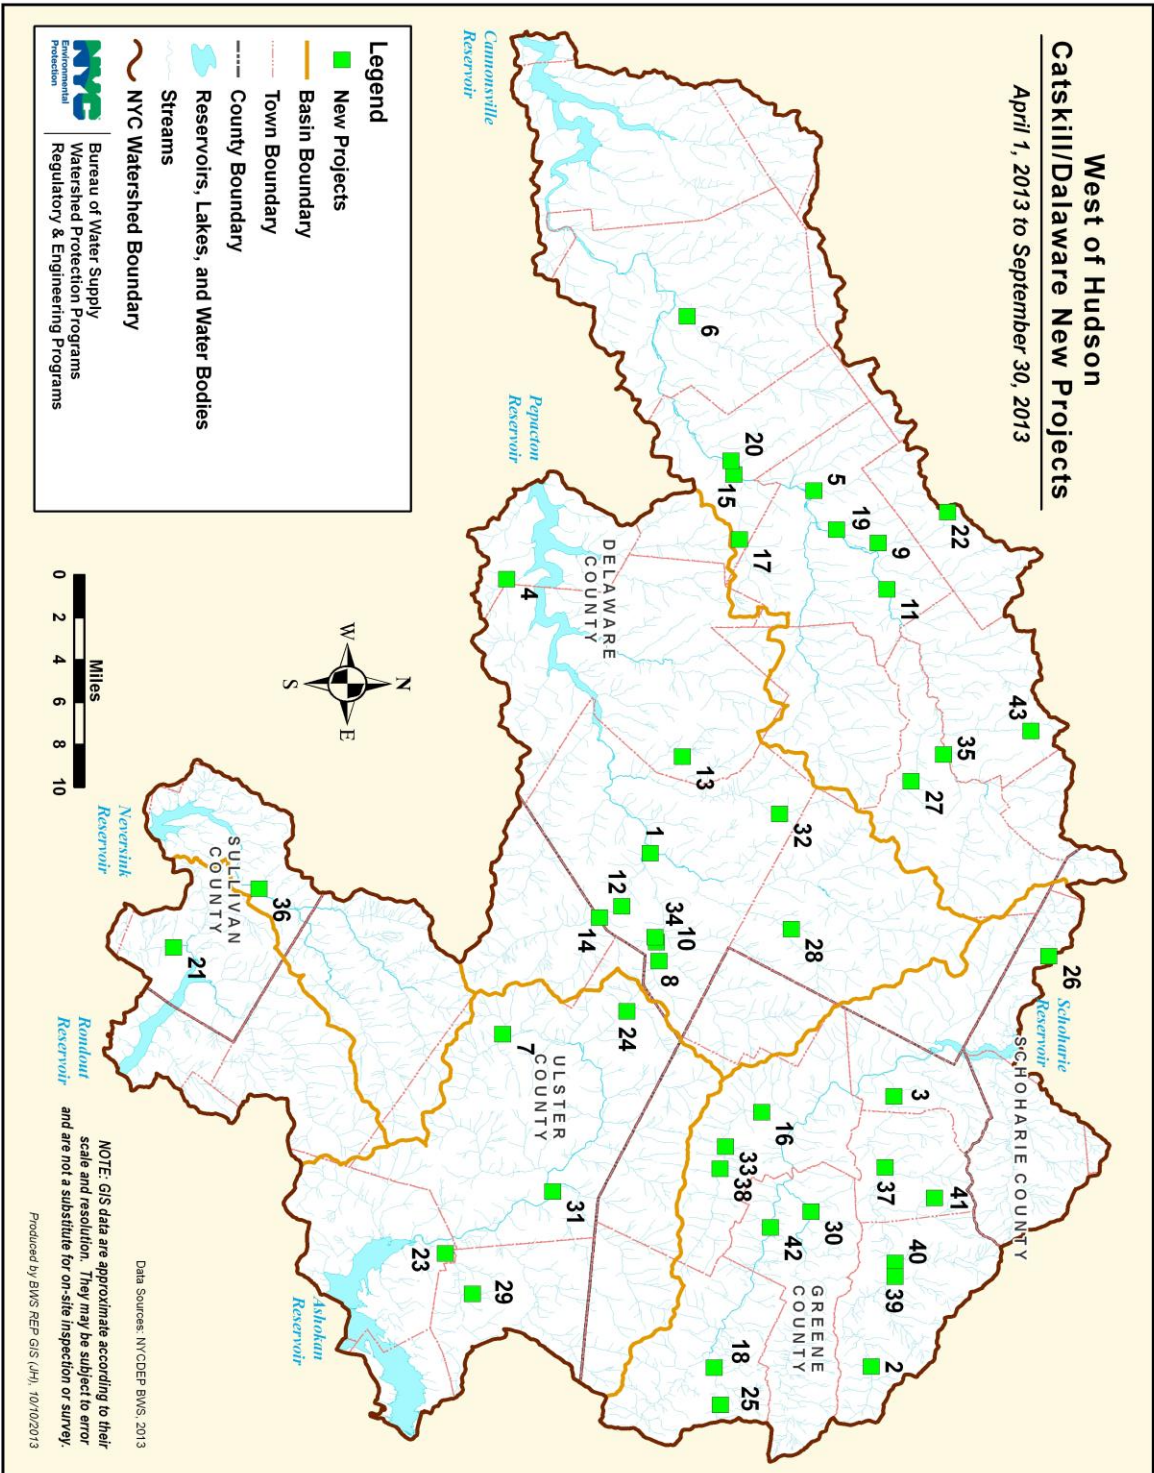 West of Hudson
Catskill/Dalaware New Projects
April 1, 2013 to September 30, 2013
Cannonsville
Reservoir
Pepacton
Reservoir
Schoharie
Reservoir
Neversink
Reservoir
Rondout
Reservoir
Ashokan
Reservoir
DELAWARE
COUNTY
SCHOHARIE COUNTY
GREENE
COUNTY
ULSTER
COUNTY
SULLIVAN
COUNTY
22
43
26
9
11
35
27
5
19
6
20
15
17
4
13
32
28
1
12
34
10
14
8
24
7
36
21
3
41
37
40
39
2
16
30
33
38
42
18
25
31
23
29
Legend
New Projects
Basin Boundary
Town Boundary
County Boundary
Reservoirs, Lakes, and Water Bodies
Streams
NYC Watershed Boundary
NYC
Environmental
Protection
Bureau of Water Supply
Watershed Protection Programs
Regulatory & Engineering Programs
N
W
E
S
0 2 4 6 8 10
Miles
Data Sources: NYCDEP BWS, 2013
NOTE: GIS data are approximate according to their
scale and resolution. They may be subject to error
and are not a substitute for on-site inspection or survey.
Produced by BWS REP GIS (JH), 10/10/2013